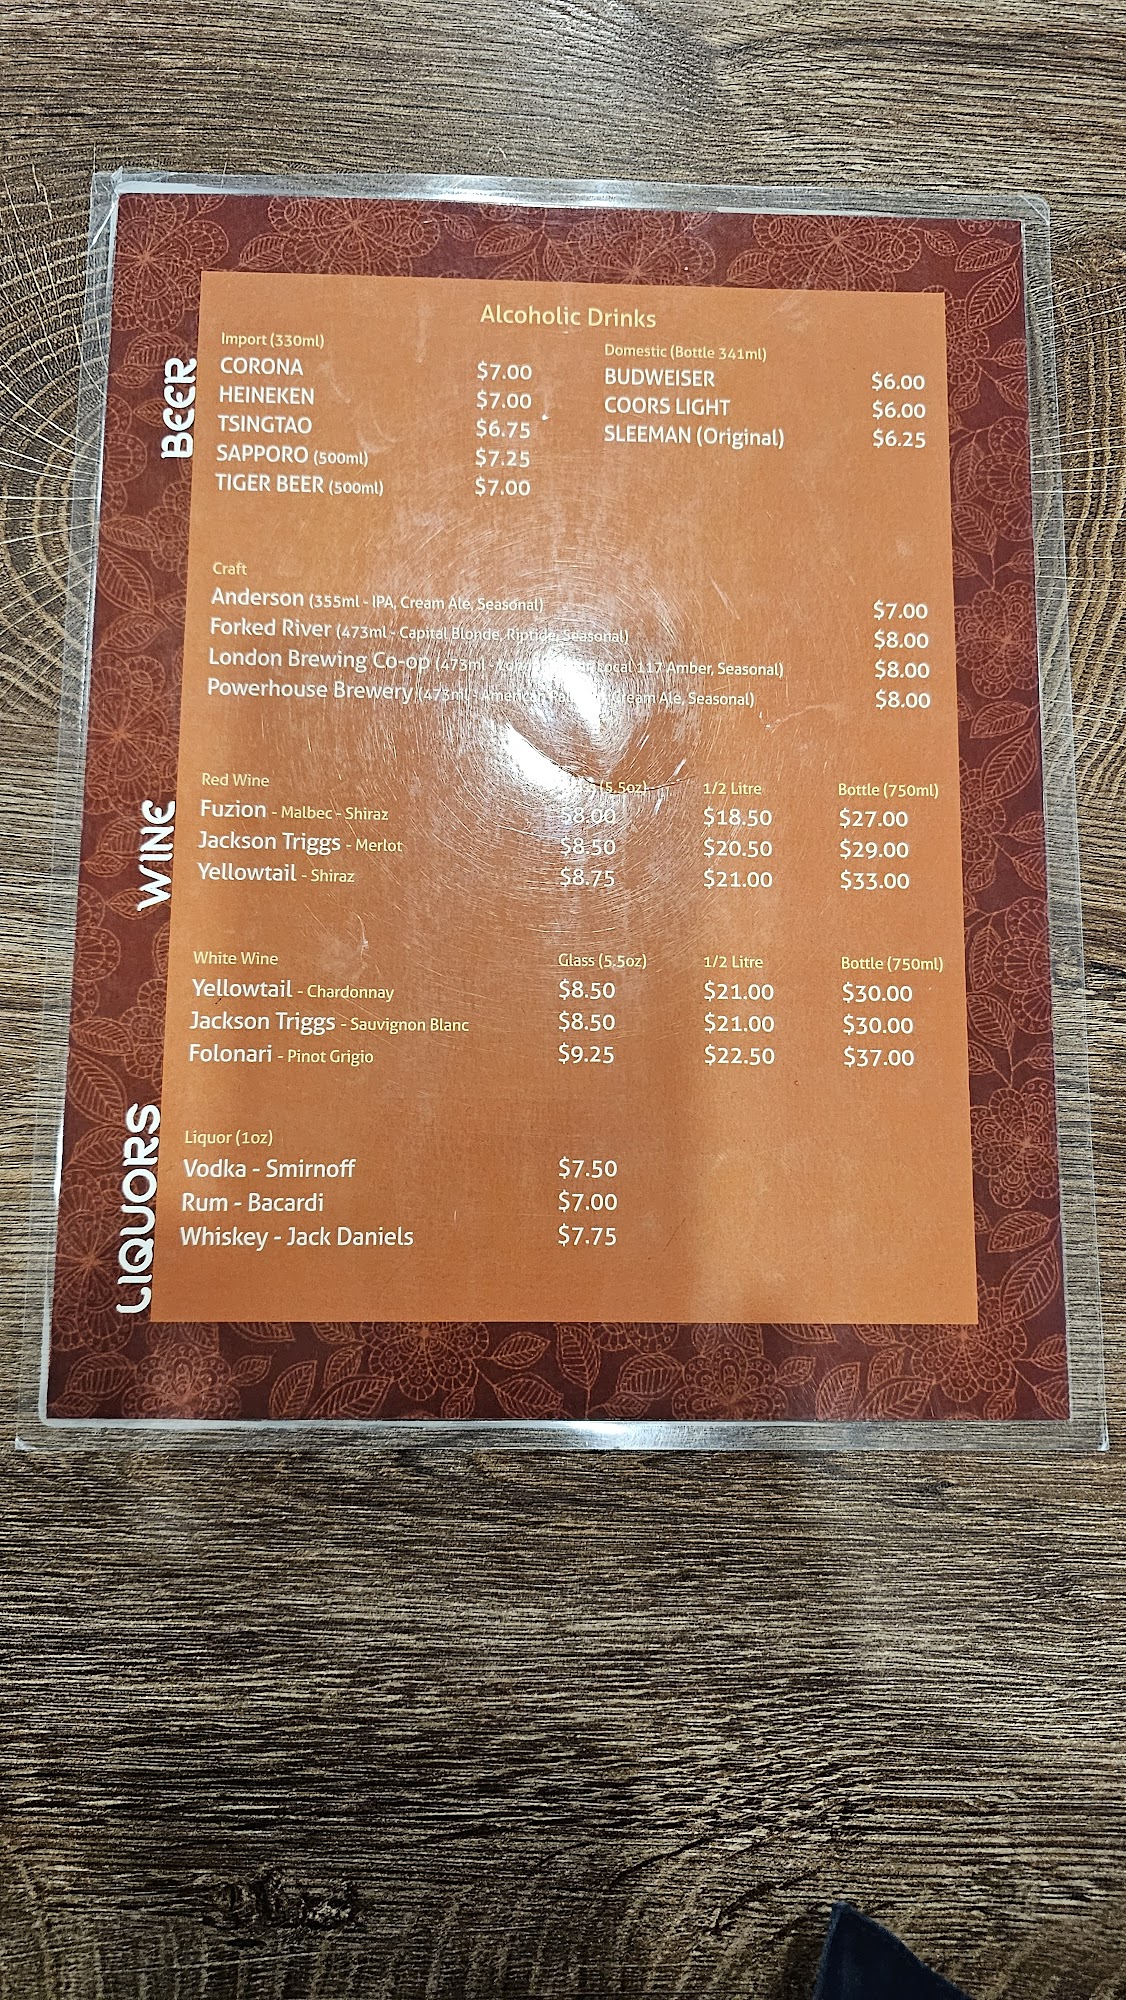 Alcoholic Drinks
BEER
Import (330ml)
CORONA $7.00
HEINEKEN $7.00
TSINGTAO $6.75
SAPPORO (500ml) $7.25
TIGER BEER (500ml) $7.00
Domestic (Bottle 341ml)
BUDWEISER $6.00
COORS LIGHT $6.00
SLEEMAN (Original) $6.25
Craft
Anderson (355ml - IPA, Cream Ale, Seasonal) $7.00
Forked River (473ml - Capital Blonde, Riptide, Seasonal) $8.00
London Brewing Co-op (473ml - Local 117 Amber, Seasonal) $8.00
Powerhouse Brewery (473ml - American Cream Ale, Seasonal) $8.00
WINE
Red Wine Glass (5.5oz) 1/2 Litre Bottle (750ml)
Fuzion - Malbec - Shiraz $8.00 $18.50 $27.00
Jackson Triggs - Merlot $8.50 $20.50 $29.00
Yellowtail - Shiraz $8.75 $21.00 $33.00
White Wine Glass (5.5oz) 1/2 Litre Bottle (750ml)
Yellowtail - Chardonnay $8.50 $21.00 $30.00
Jackson Triggs - Sauvignon Blanc $8.50 $21.00 $30.00
Folonari - Pinot Grigio $9.25 $22.50 $37.00
LIQUORS
Liquor (1oz)
Vodka - Smirnoff $7.50
Rum - Bacardi $7.00
Whiskey - Jack Daniels $7.75